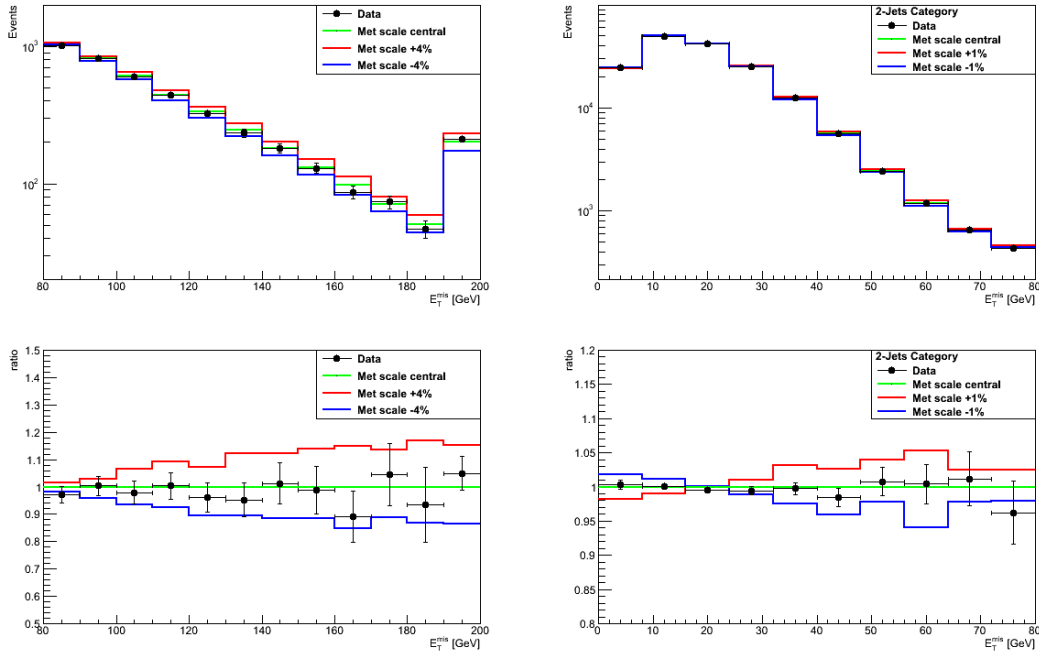 Events
10³
10²
80 100 120 140 160 180 200
E_T^mis [GeV]
Data
Met scale central
Met scale +4%
Met scale -4%
Events
10⁴
10³
0 10 20 30 40 50 60 70 80
E_T^mis [GeV]
2-Jets Category
Data
Met scale central
Met scale +1%
Met scale -1%
ratio
1.5
1.4
1.3
1.2
1.1
1
0.9
0.8
0.7
0.6
0.5
80 100 120 140 160 180 200
E_T^mis [GeV]
Data
Met scale central
Met scale +4%
Met scale -4%
ratio
1.2
1.15
1.1
1.05
1
0.95
0.9
0.85
0.8
0 10 20 30 40 50 60 70 80
E_T^mis [GeV]
2-Jets Category
Data
Met scale central
Met scale +1%
Met scale -1%